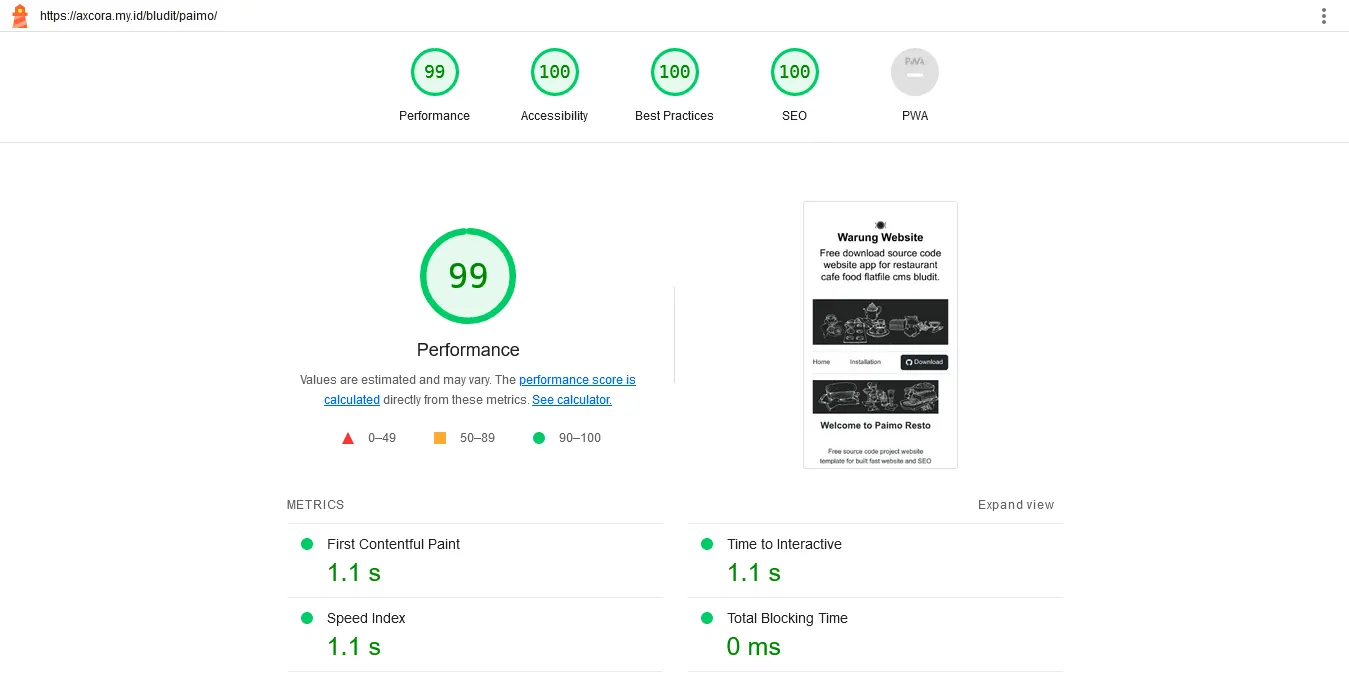 https://axcora.my.id/bludit/paimo/
99
100
100
100
PWA
Performance
Accessibility
Best Practices
SEO
PWA
99
Performance
Values are estimated and may vary. The performance score is
calculated directly from these metrics. See calculator.
0–49
50–89
90–100
Warung Website
Free download source code
website app for restaurant
cafe food flatfile cms bludit.
Home
Installation
Download
Welcome to Paimo Resto
Free source code project website
template for built fast website and SEO
METRICS
Expand view
First Contentful Paint
1.1 s
Time to Interactive
1.1 s
Speed Index
1.1 s
Total Blocking Time
0 ms